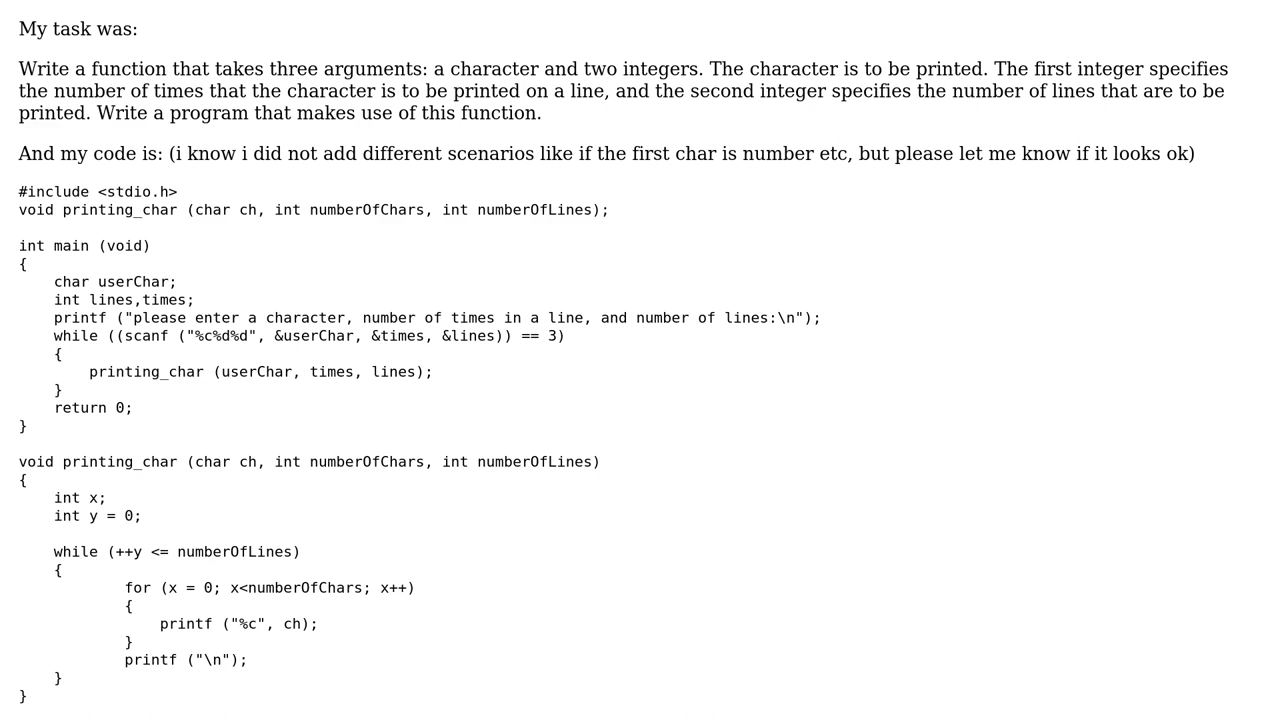 My task was:
Write a function that takes three arguments: a character and two integers. The character is to be printed. The first integer specifies
the number of times that the character is to be printed on a line, and the second integer specifies the number of lines that are to be
printed. Write a program that makes use of this function.
And my code is: (i know i did not add different scenarios like if the first char is number etc, but please let me know if it looks ok)
#include <stdio.h>
void printing_char (char ch, int numberOfChars, int numberOfLines);
int main (void)
{
    char userChar;
    int lines,times;
    printf ("please enter a character, number of times in a line, and number of lines:\n");
    while ((scanf ("%c%d%d", &userChar, &times, &lines)) == 3)
    {
        printing_char (userChar, times, lines);
    }
    return 0;
}
void printing_char (char ch, int numberOfChars, int numberOfLines)
{
    int x;
    int y = 0;
    while (++y <= numberOfLines)
    {
            for (x = 0; x<numberOfChars; x++)
            {
                printf ("%c", ch);
            }
            printf ("\n");
    }
}